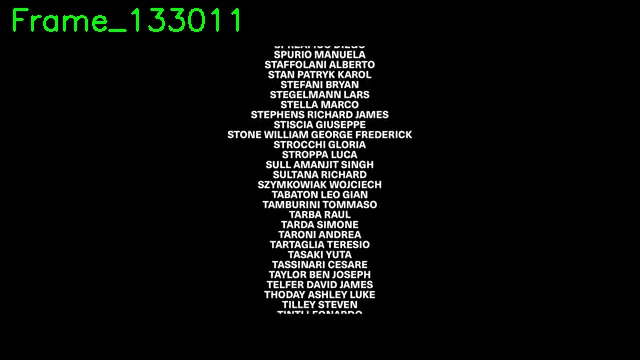 Frame_133011
SPURIO MANUELA
STAFFOLANI ALBERTO
STAN PATRYK KAROL
STEFANI BRYAN
STEGELMANN LARS
STELLA MARCO
STEPHENS RICHARD JAMES
STISCIA GIUSEPPE
STONE WILLIAM GEORGE FREDERICK
STROCCHI GLORIA
STROPPA LUCA
SULL AMANJIT SINGH
SULTANA RICHARD
SZYMKOWIAK WOJCIECH
TABATON LEO GIAN
TAMBURINI TOMMASO
TARBA RAUL
TARDA SIMONE
TARONI ANDREA
TARTAGLIA TERESIO
TASAKI YUTA
TASSINARI CESARE
TAYLOR BEN JOSEPH
TELFER DAVID JAMES
THODAY ASHLEY LUKE
TILLEY STEVEN